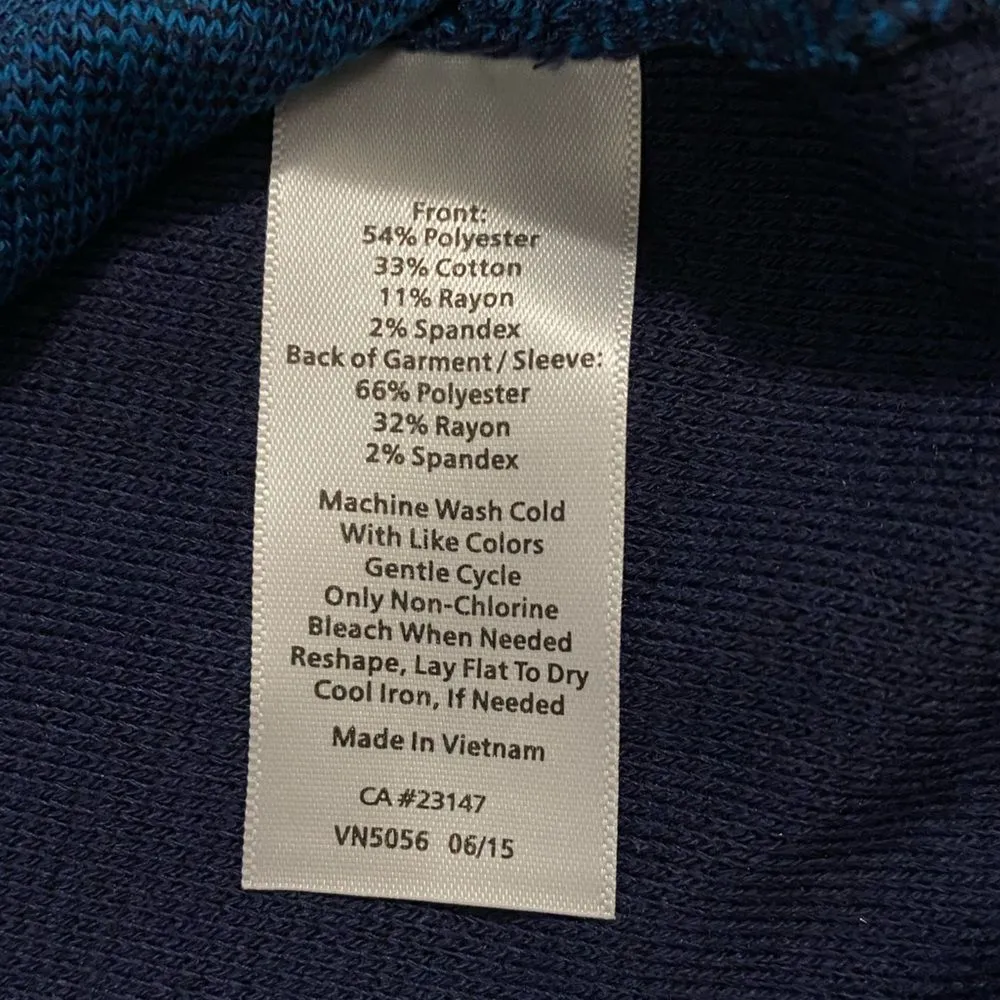 Front:
54% Polyester
33% Cotton
11% Rayon
2% Spandex
Back of Garment / Sleeve:
66% Polyester
32% Rayon
2% Spandex
Machine Wash Cold
With Like Colors
Gentle Cycle
Only Non-Chlorine
Bleach When Needed
Reshape, Lay Flat To Dry
Cool Iron, If Needed
Made In Vietnam
CA #23147
VN5056 06/15